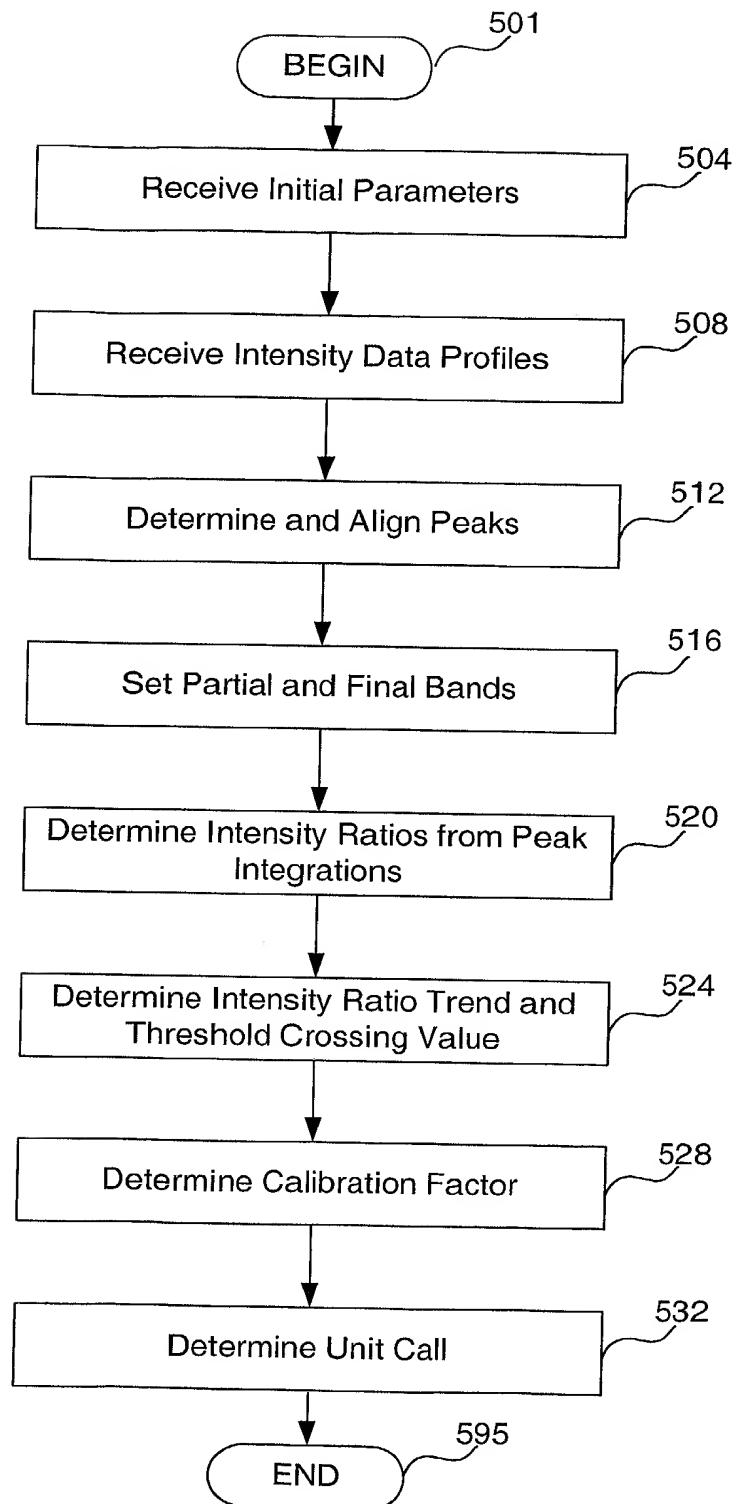 501
BEGIN
504
Receive Initial Parameters
508
Receive Intensity Data Profiles
512
Determine and Align Peaks
516
Set Partial and Final Bands
520
Determine Intensity Ratios from Peak
Integrations
524
Determine Intensity Ratio Trend and
Threshold Crossing Value
528
Determine Calibration Factor
532
Determine Unit Call
595
END